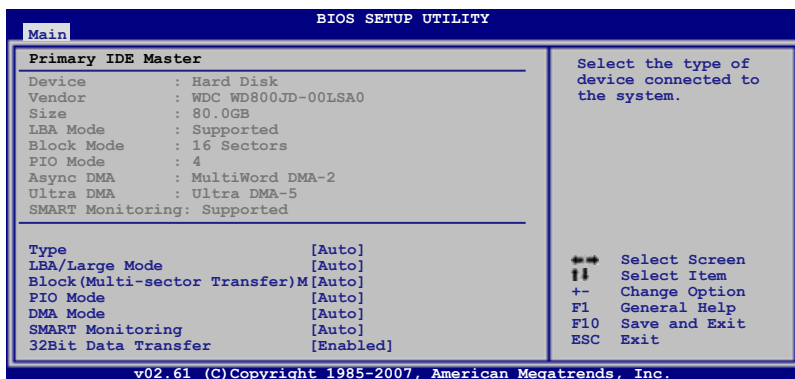 BIOS SETUP UTILITY
Main
Primary IDE Master
Device : Hard Disk
Vendor : WDC WD800JD-00LSA0
Size : 80.0GB
LBA Mode : Supported
Block Mode : 16 Sectors
PIO Mode : 4
Async DMA : MultiWord DMA-2
Ultra DMA : Ultra DMA-5
SMART Monitoring: Supported
Type [Auto]
LBA/Large Mode [Auto]
Block(Multi-sector Transfer)M[Auto]
PIO Mode [Auto]
DMA Mode [Auto]
SMART Monitoring [Auto]
32Bit Data Transfer [Enabled]
Select the type of
device connected to
the system.
Select Screen
Select Item
+- Change Option
F1 General Help
F10 Save and Exit
ESC Exit
v02.61 (C)Copyright 1985-2007, American Megatrends, Inc.